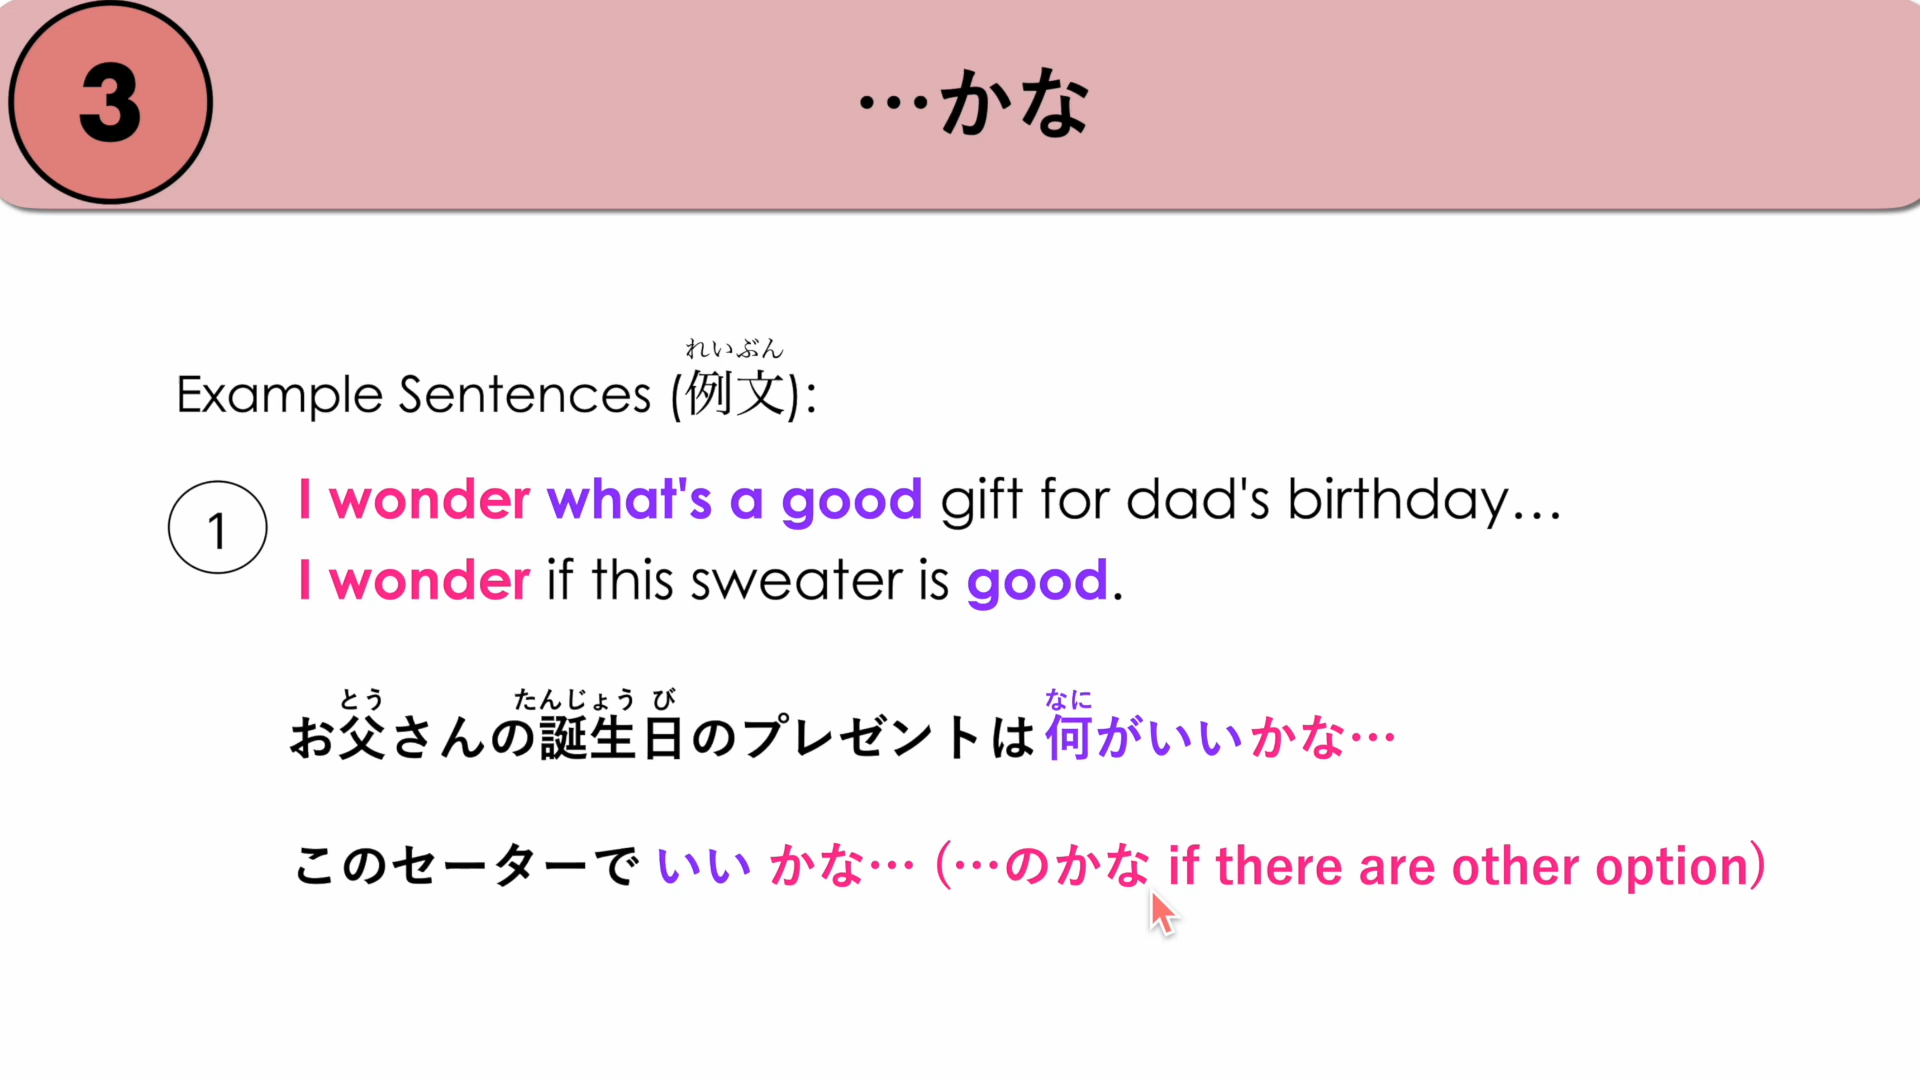 3
…かな
れいぶん
Example Sentences (例文):
1
I wonder what's a good gift for dad's birthday…
I wonder if this sweater is good.
とう たんじょう び なに
お父さんの誕生日のプレゼントは何がいいかな…
このセーターで いい かな… (…のかな if there are other option)